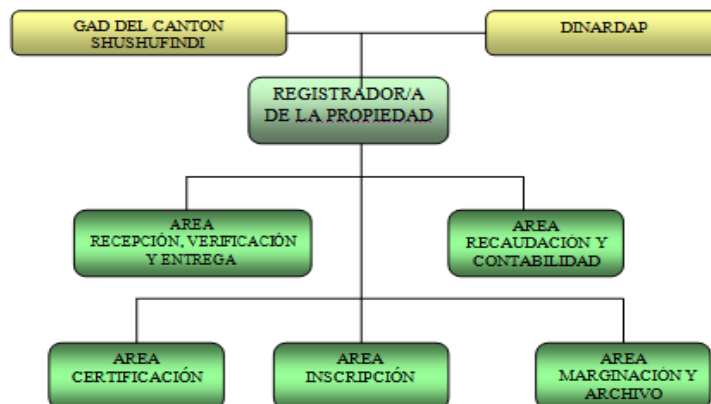 GAD DEL CANTON
SHUSHUFINDI
DINARDAP
REGISTRADOR/A
DE LA PROPIEDAD
AREA
RECEPCIÓN, VERIFICACIÓN
Y ENTREGA
AREA
RECAUDACIÓN Y
CONTABILIDAD
AREA
CERTIFICACIÓN
AREA
INSCRIPCIÓN
AREA
MARGINACIÓN Y
ARCHIVO